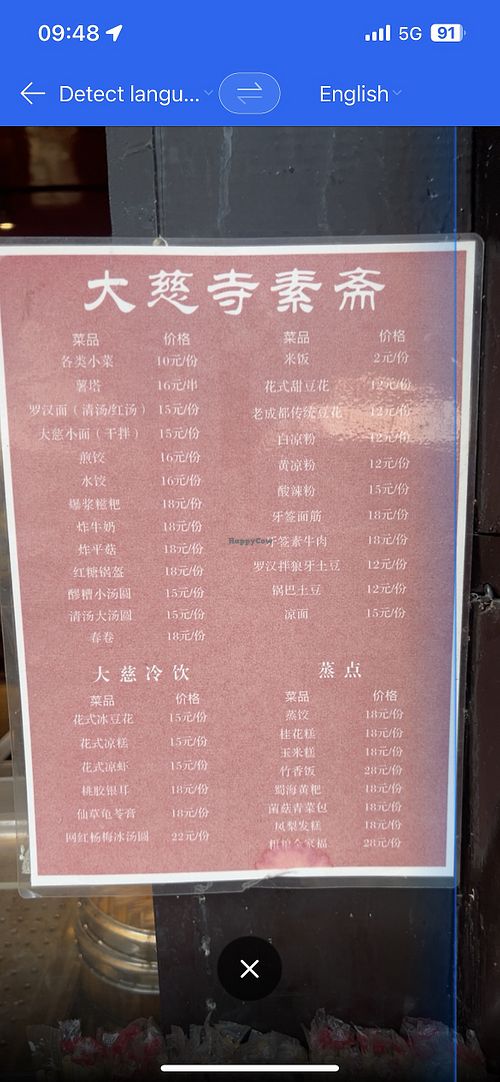 09:48
5G
91
Detect langu...
English
大慈寺素斋
菜品 价格
各类小菜 10元/份
薯塔 16元/串
罗汉面（清汤/红汤） 15元/份
大慈小面（干拌） 15元/份
煎饺 16元/份
水饺 16元/份
爆浆糍粑 18元/份
炸牛奶 18元/份
炸平菇 18元/份
红糖锅盔 18元/份
醪糟小汤圆 15元/份
清汤大汤圆 15元/份
春卷 18元/份
菜品 价格
米饭 2元/份
花式甜豆花 12元/份
老成都传统豆花 12元/份
白凉粉 12元/份
黄凉粉 12元/份
酸辣粉 15元/份
牙签面筋 18元/份
牙签素牛肉 18元/份
罗汉拌狼牙土豆 12元/份
锅巴土豆 12元/份
凉面 15元/份
HappyCow
大慈冷饮
菜品 价格
花式冰豆花 15元/份
花式凉糕 15元/份
花式凉虾 15元/份
桃胶银耳 18元/份
仙草龟苓膏 18元/份
网红杨梅冰汤圆 22元/份
蒸点
菜品 价格
蒸饺 18元/份
桂花糕 18元/份
玉米糕 18元/份
竹香饭 28元/份
蜀海黄粑 18元/份
菌菇青菜包 18元/份
凤梨发糕 18元/份
粗粮全家福 28元/份